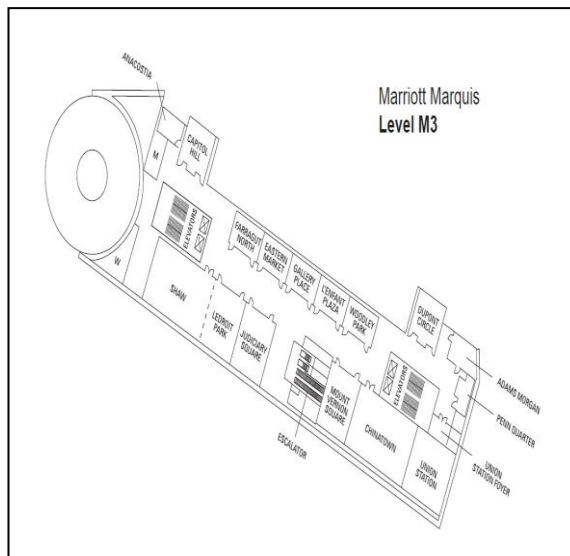 Marriott Marquis
Level M3
ANACOSTIA
CAPITOL
HILL
M
ELEVATORS
FARRAGUT
NORTH
EASTERN
MARKET
GALLERY
PLACE
L'ENFANT
PLAZA
WOODLEY
PARK
DUPONT
CIRCLE
W
SHAW
LEDROIT
PARK
JUDICIARY
SQUARE
ESCALATOR
MOUNT
VERNON
SQUARE
ELEVATORS
CHINATOWN
UNION
STATION
ADAMS MORGAN
PENN QUARTER
UNION
STATION FOYER